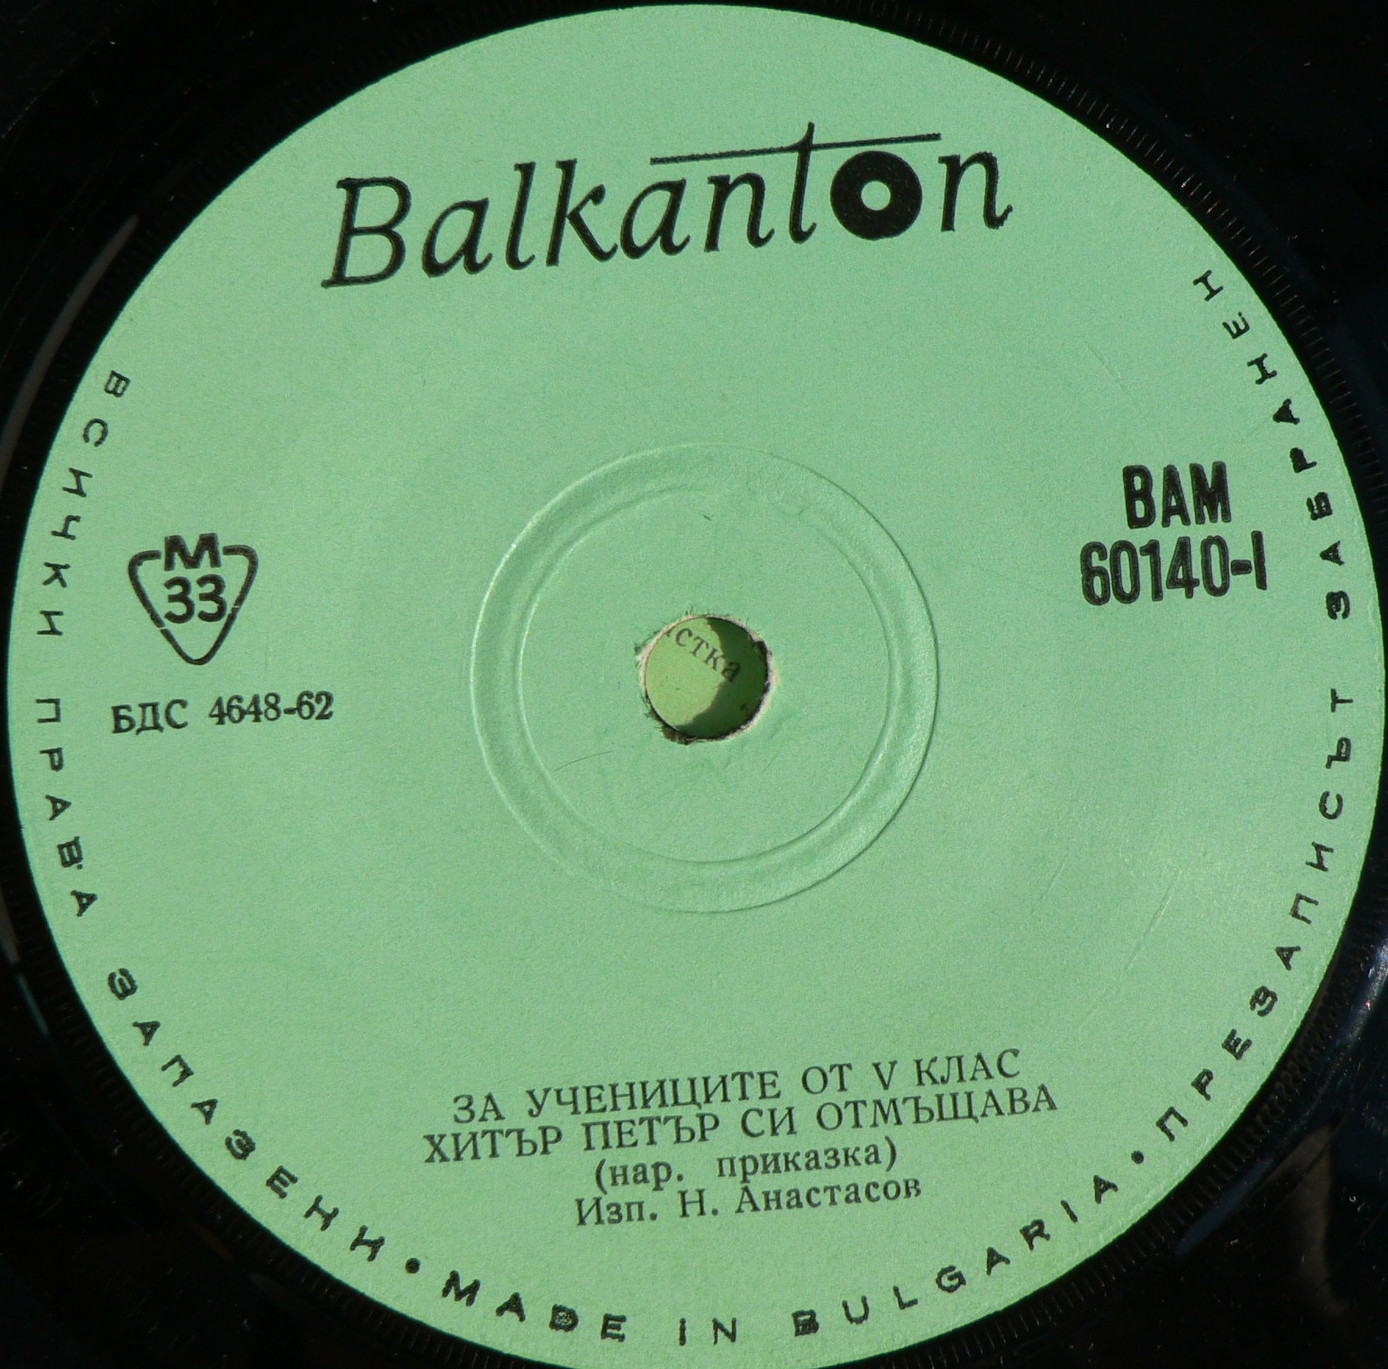 Balkanton
BAM
60140-I
M
33
БДС 4648-62
ЗА УЧЕНИЦИТЕ ОТ V КЛАС
ХИТЪР ПЕТЪР СИ ОТМЪЩАВА
(нар. приказка)
Изп. Н. Анастасов
ВСИЧКИ ПРАВА ЗАПАЗЕНИ • MADE IN BULGARIA • ПРЕЗАПИСЪТ ЗАБРАНЕН